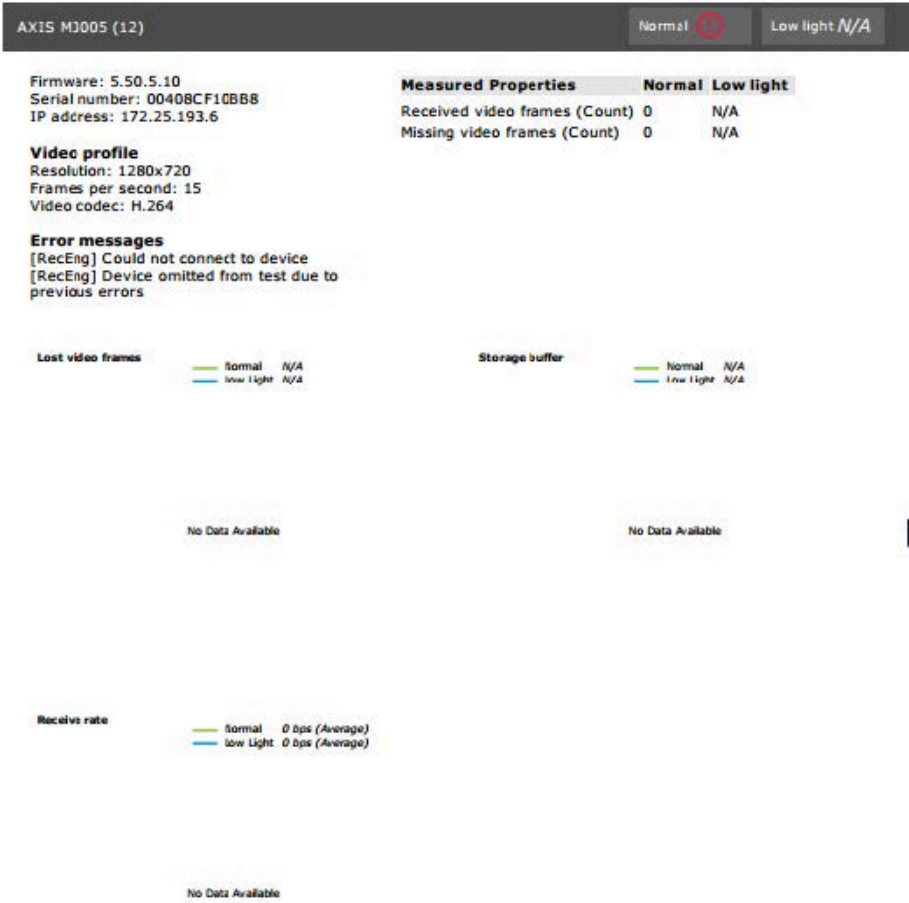 AXIS M3005 (12)
Normal
Low light N/A
Firmware: 5.50.5.10
Serial number: 00408CF10BB8
IP address: 172.25.193.6
Video profile
Resolution: 1280x720
Frames per second: 15
Video codec: H.264
Error messages
[RecEng] Could not connect to device
[RecEng] Device omitted from test due to
previous errors
Measured Properties Normal Low light
Received video frames (Count) 0 N/A
Missing video frames (Count) 0 N/A
Lost video frames
Normal N/A
Low Light N/A
No Data Available
Storage buffer
Normal N/A
Low Light N/A
No Data Available
Receive rate
Normal 0 bps (Average)
Low Light 0 bps (Average)
No Data Available